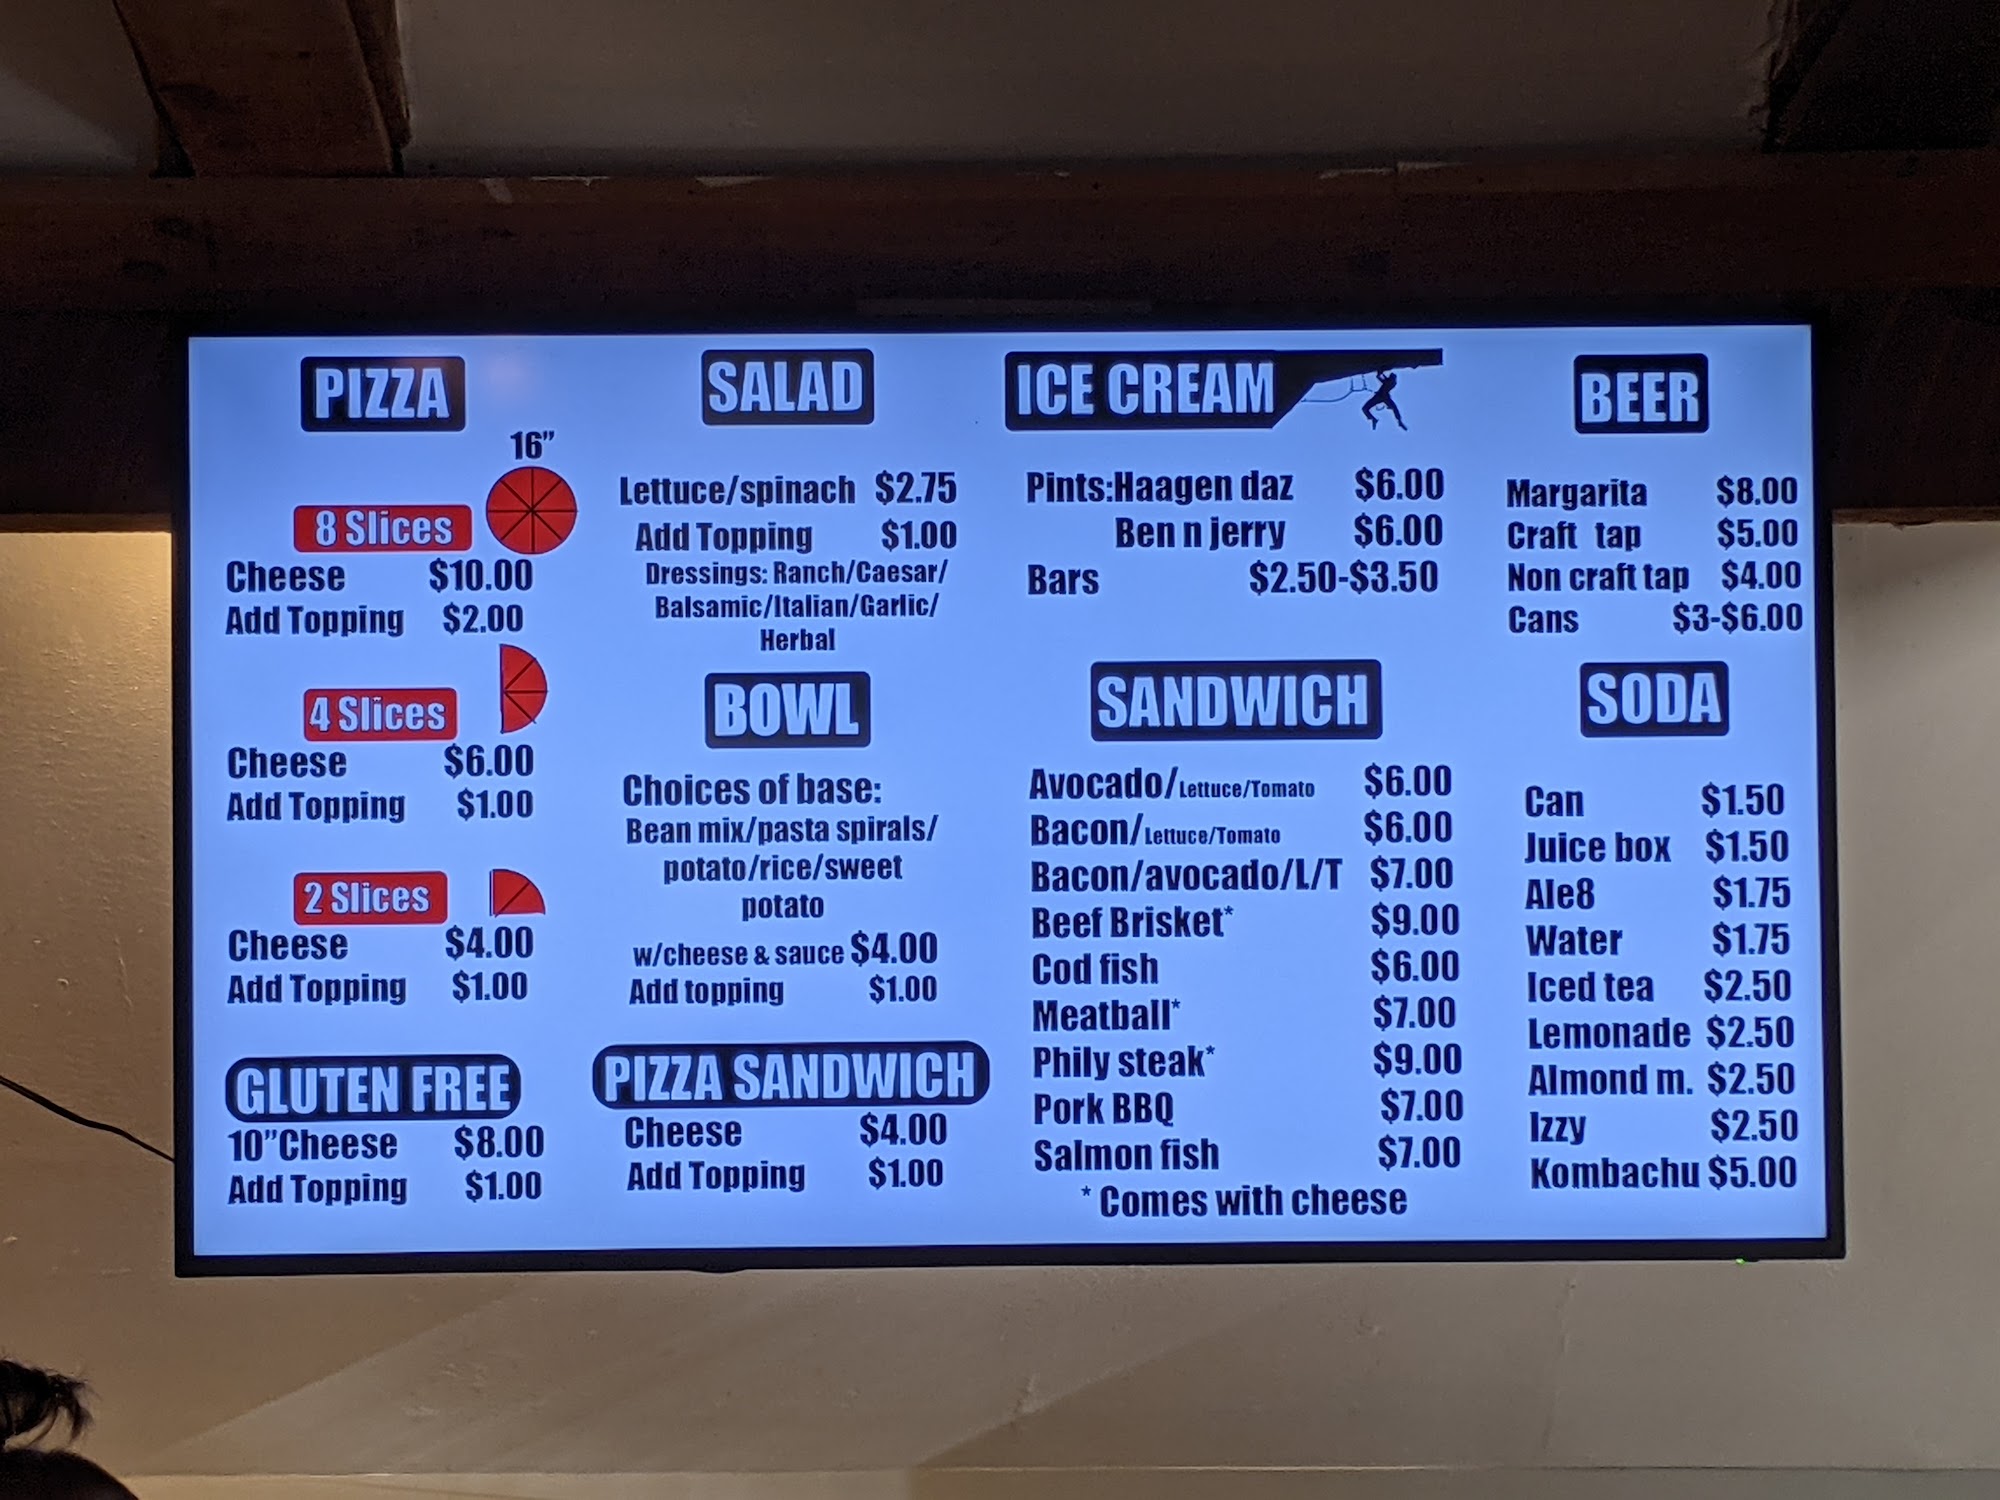 PIZZA
16"
8 Slices
Cheese $10.00
Add Topping $2.00
4 Slices
Cheese $6.00
Add Topping $1.00
2 Slices
Cheese $4.00
Add Topping $1.00
GLUTEN FREE
10"Cheese $8.00
Add Topping $1.00
SALAD
Lettuce/spinach $2.75
Add Topping $1.00
Dressings: Ranch/Caesar/
Balsamic/Italian/Garlic/
Herbal
BOWL
Choices of base:
Bean mix/pasta spirals/
potato/rice/sweet
potato
w/cheese & sauce $4.00
Add topping $1.00
PIZZA SANDWICH
Cheese $4.00
Add Topping $1.00
ICE CREAM
Pints:Haagen daz $6.00
Ben n jerry $6.00
Bars $2.50-$3.50
SANDWICH
Avocado/Lettuce/Tomato $6.00
Bacon/Lettuce/Tomato $6.00
Bacon/avocado/L/T $7.00
Beef Brisket* $9.00
Cod fish $6.00
Meatball* $7.00
Phily steak* $9.00
Pork BBQ $7.00
Salmon fish $7.00
* Comes with cheese
BEER
Margarita $8.00
Craft tap $5.00
Non craft tap $4.00
Cans $3-$6.00
SODA
Can $1.50
Juice box $1.50
Ale8 $1.75
Water $1.75
Iced tea $2.50
Lemonade $2.50
Almond m. $2.50
Izzy $2.50
Kombachu $5.00